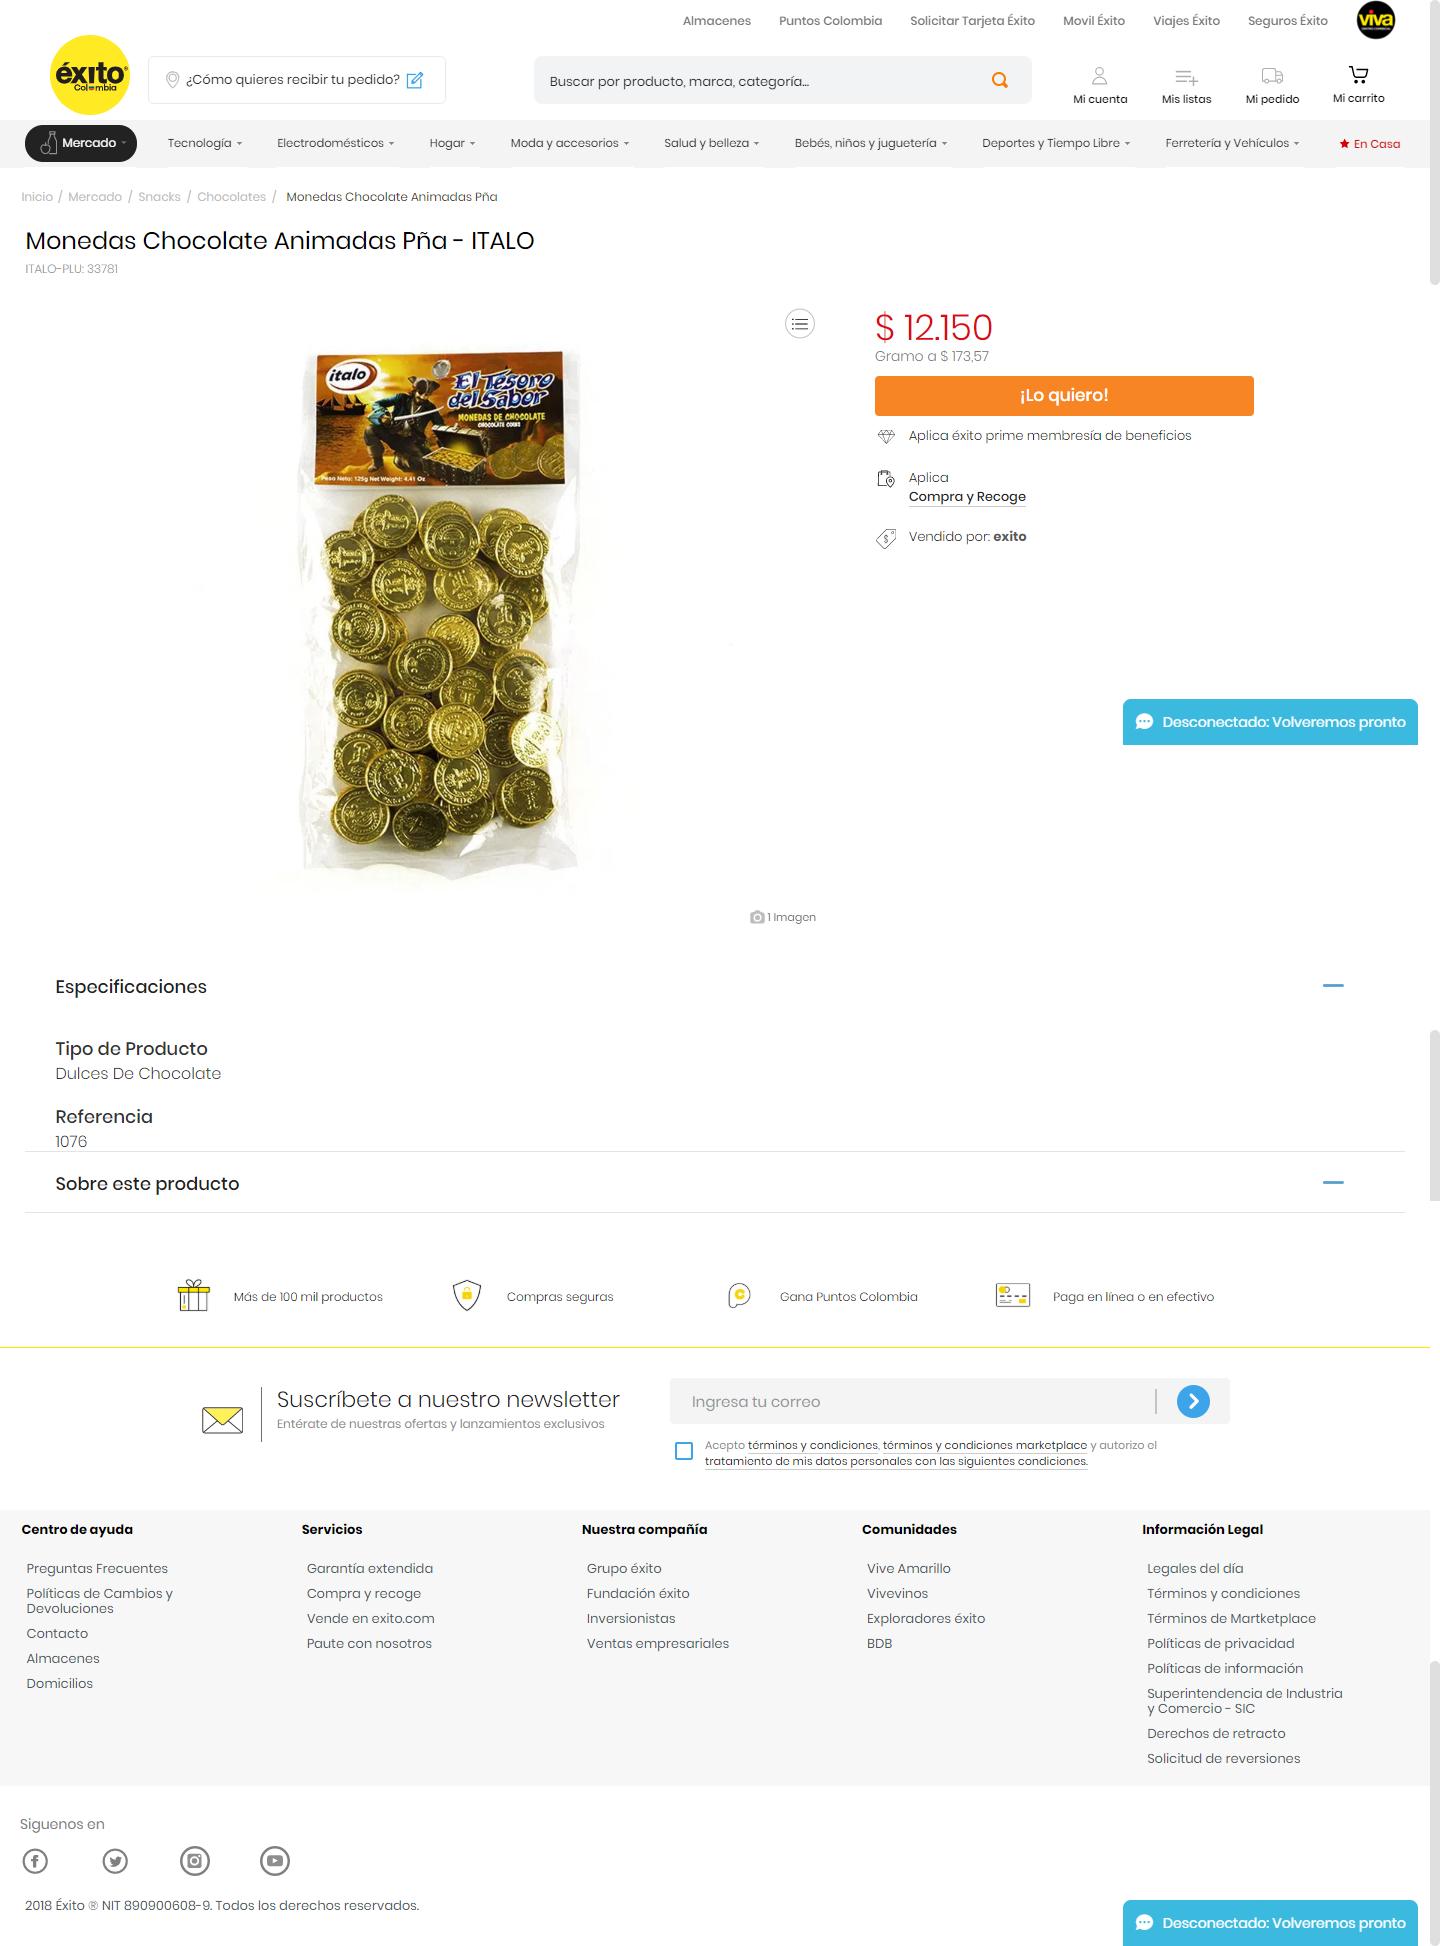 Almacenes Puntos Colombia Solicitar Tarjeta Éxito Movil Éxito Viajes Éxito Seguros Éxito viva
éxito
Colombia
¿Cómo quieres recibir tu pedido?
Buscar por producto, marca, categoría...
Mi cuenta Mis listas Mi pedido Mi carrito
Mercado Tecnología Electrodomésticos Hogar Moda y accesorios Salud y belleza Bebés, niños y juguetería Deportes y Tiempo Libre Ferretería y Vehículos En Casa
Inicio / Mercado / Snacks / Chocolates / Monedas Chocolate Animadas Pña
Monedas Chocolate Animadas Pña - ITALO
ITALO-PLU: 33781
italo
El Tesoro
del Sabor
MONEDAS DE CHOCOLATE
CHOCOLATE COINS
Peso Neto: 125g Net Weight: 4.41 Oz
$ 12.150
Gramo a $ 173,57
¡Lo quiero!
Aplica éxito prime membresía de beneficios
Aplica
Compra y Recoge
Vendido por: exito
Desconectado: Volveremos pronto
1 Imagen
Especificaciones
Tipo de Producto
Dulces De Chocolate
Referencia
1076
Sobre este producto
Más de 100 mil productos
Compras seguras
Gana Puntos Colombia
Paga en línea o en efectivo
Suscríbete a nuestro newsletter
Entérate de nuestras ofertas y lanzamientos exclusivos
Ingresa tu correo
Acepto términos y condiciones, términos y condiciones marketplace y autorizo el
tratamiento de mis datos personales con las siguientes condiciones.
Centro de ayuda
Preguntas Frecuentes
Políticas de Cambios y
Devoluciones
Contacto
Almacenes
Domicilios
Servicios
Garantía extendida
Compra y recoge
Vende en exito.com
Paute con nosotros
Nuestra compañía
Grupo éxito
Fundación éxito
Inversionistas
Ventas empresariales
Comunidades
Vive Amarillo
Vivevinos
Exploradores éxito
BDB
Información Legal
Legales del día
Términos y condiciones
Términos de Martketplace
Políticas de privacidad
Políticas de información
Superintendencia de Industria
y Comercio - SIC
Derechos de retracto
Solicitud de reversiones
Siguenos en
2018 Éxito ® NIT 890900608-9. Todos los derechos reservados.
Desconectado: Volveremos pronto